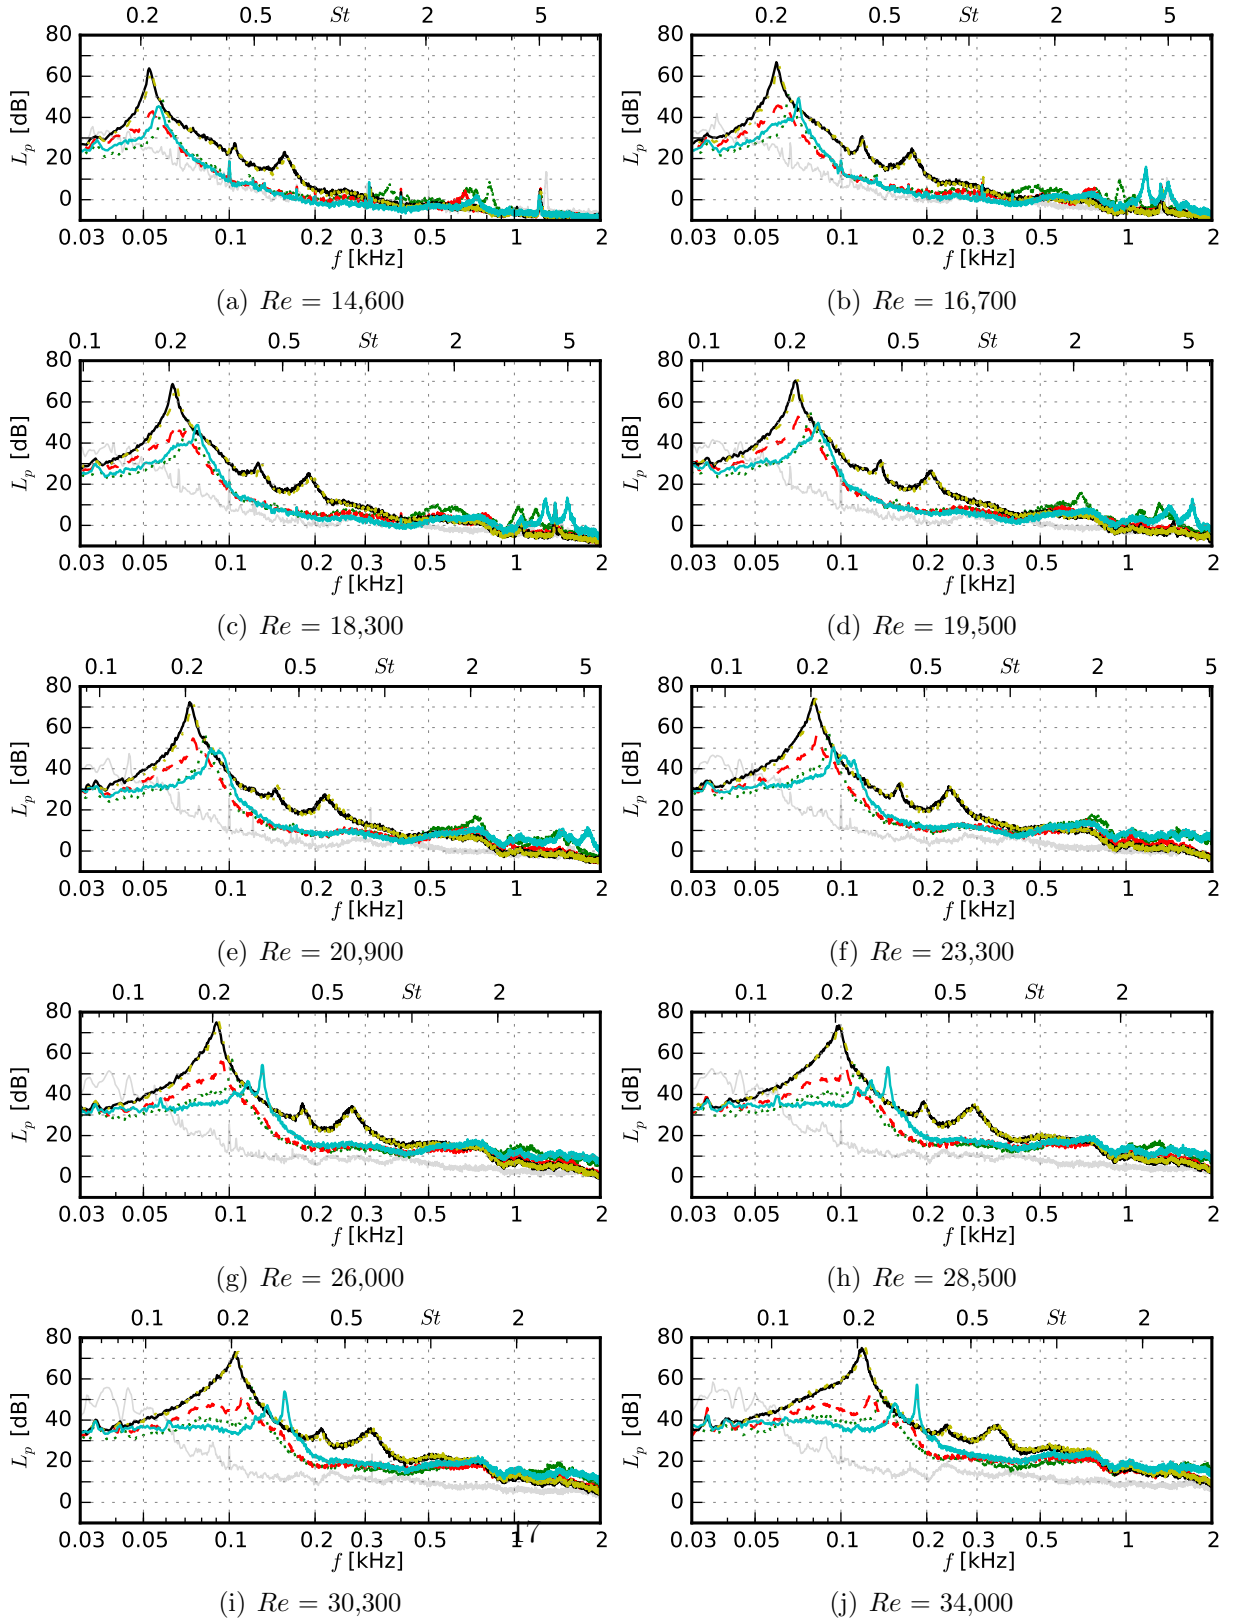 0.2 0.5 St 2 5
80
60
40
20
0
L_p [dB]
0.03 0.05 0.1 0.2 0.3 0.5 1 2
f [kHz]
(a) Re = 14,600
0.2 0.5 St 2 5
80
60
40
20
0
L_p [dB]
0.03 0.05 0.1 0.2 0.3 0.5 1 2
f [kHz]
(b) Re = 16,700
0.1 0.2 0.5 St 2 5
80
60
40
20
0
L_p [dB]
0.03 0.05 0.1 0.2 0.3 0.5 1 2
f [kHz]
(c) Re = 18,300
0.1 0.2 0.5 St 2 5
80
60
40
20
0
L_p [dB]
0.03 0.05 0.1 0.2 0.3 0.5 1 2
f [kHz]
(d) Re = 19,500
0.1 0.2 0.5 St 2 5
80
60
40
20
0
L_p [dB]
0.03 0.05 0.1 0.2 0.3 0.5 1 2
f [kHz]
(e) Re = 20,900
0.1 0.2 0.5 St 2 5
80
60
40
20
0
L_p [dB]
0.03 0.05 0.1 0.2 0.3 0.5 1 2
f [kHz]
(f) Re = 23,300
0.1 0.2 0.5 St 2
80
60
40
20
0
L_p [dB]
0.03 0.05 0.1 0.2 0.3 0.5 1 2
f [kHz]
(g) Re = 26,000
0.1 0.2 0.5 St 2
80
60
40
20
0
L_p [dB]
0.03 0.05 0.1 0.2 0.3 0.5 1 2
f [kHz]
(h) Re = 28,500
0.1 0.2 0.5 St 2
80
60
40
20
0
L_p [dB]
0.03 0.05 0.1 0.2 0.3 0.5 1 2
f [kHz]
(i) Re = 30,300
0.1 0.2 0.5 St 2
80
60
40
20
0
L_p [dB]
0.03 0.05 0.1 0.2 0.3 0.5 1 2
f [kHz]
(j) Re = 34,000
17